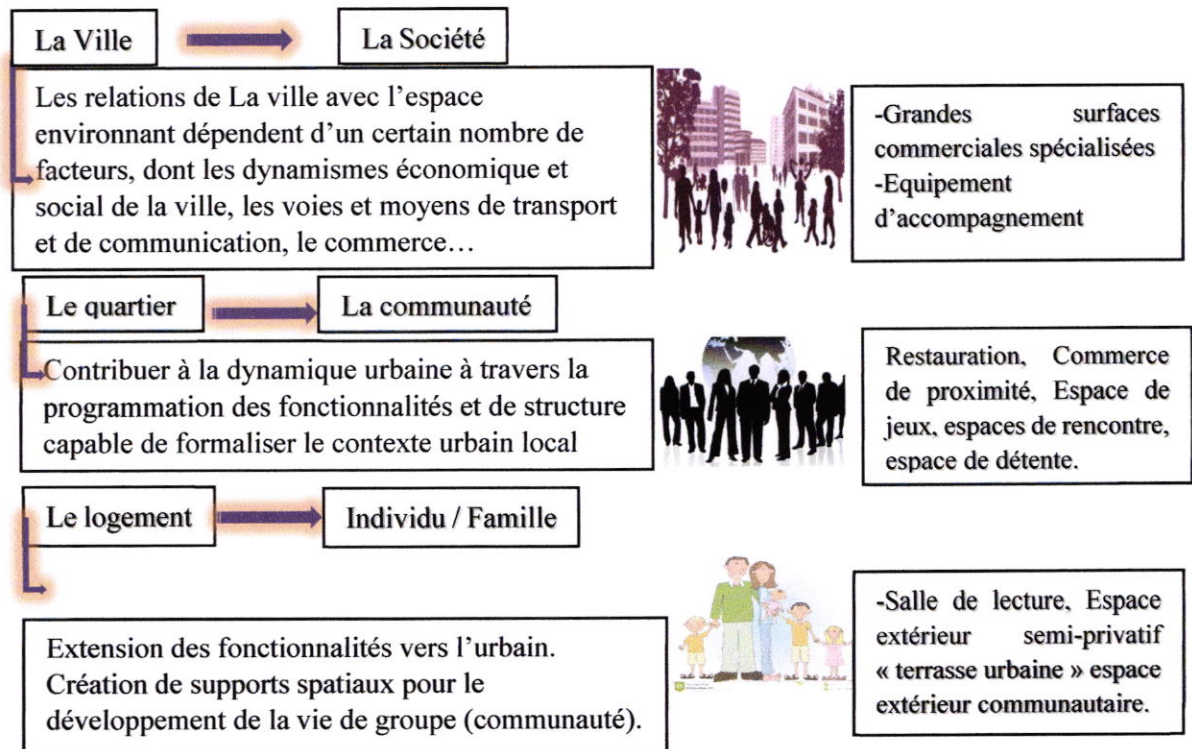 La Ville
La Société
Les relations de La ville avec l'espace
environnant dépendent d'un certain nombre de
facteurs, dont les dynamismes économique et
social de la ville, les voies et moyens de transport
et de communication, le commerce…
-Grandes surfaces
commerciales spécialisées
-Equipement
d'accompagnement
Le quartier
La communauté
Contribuer à la dynamique urbaine à travers la
programmation des fonctionnalités et de structure
capable de formaliser le contexte urbain local
Restauration, Commerce
de proximité, Espace de
jeux, espaces de rencontre,
espace de détente.
Le logement
Individu / Famille
Extension des fonctionnalités vers l'urbain.
Création de supports spatiaux pour le
développement de la vie de groupe (communauté).
-Salle de lecture, Espace
extérieur semi-privatif
« terrasse urbaine » espace
extérieur communautaire.